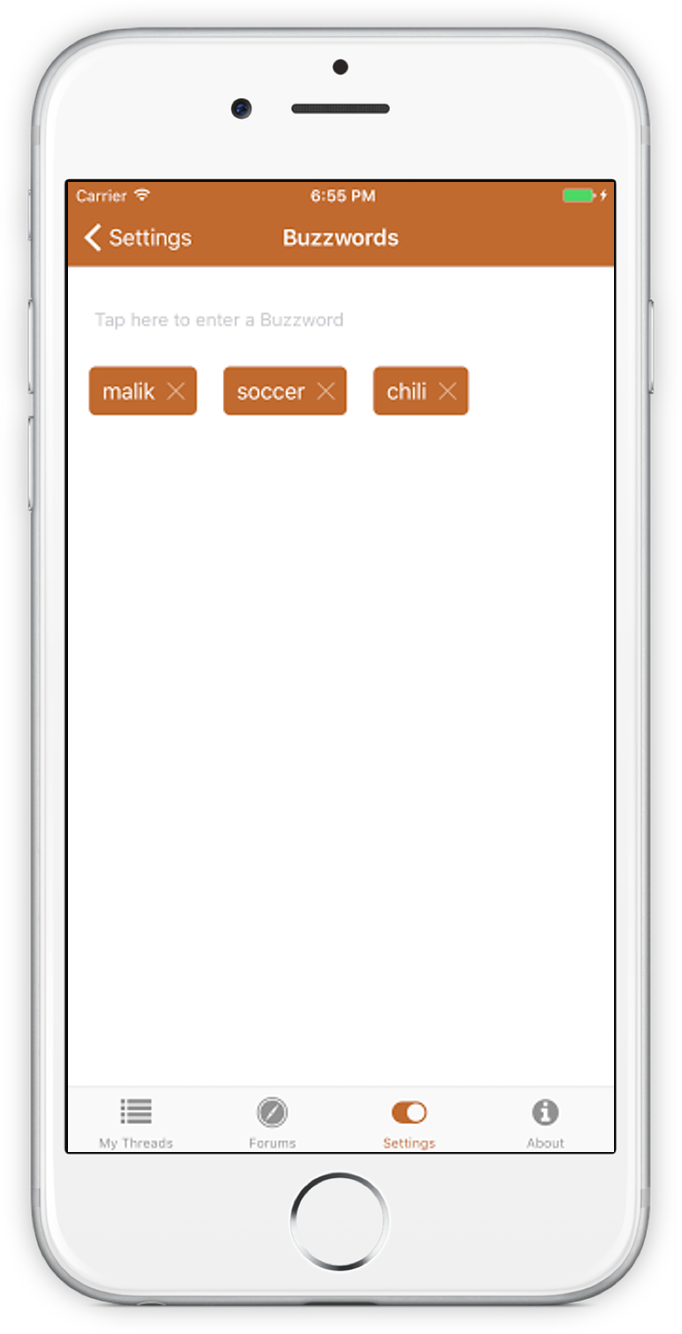 Carrier 6:55 PM
Settings Buzzwords
Tap here to enter a Buzzword
malik soccer chili
My Threads Forums Settings About